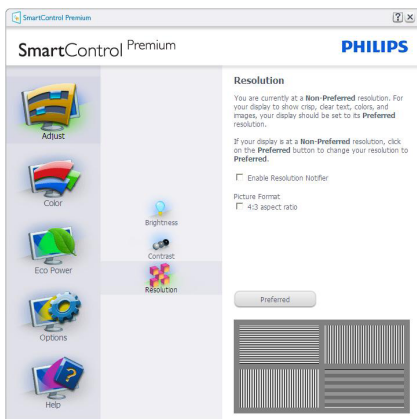 SmartControl Premium
SmartControl Premium
PHILIPS
Adjust
Color
Eco Power
Options
Help
Brightness
Contrast
Resolution
Resolution
You are currently at a Non-Preferred resolution. For
your display to show crisp, clear text, colors, and
images, your display should be set to its Preferred
resolution.
If your display is at a Non-Preferred resolution, click
on the Preferred button to change your resolution to
Preferred.
Enable Resolution Notifier
Picture Format
4:3 aspect ratio
Preferred